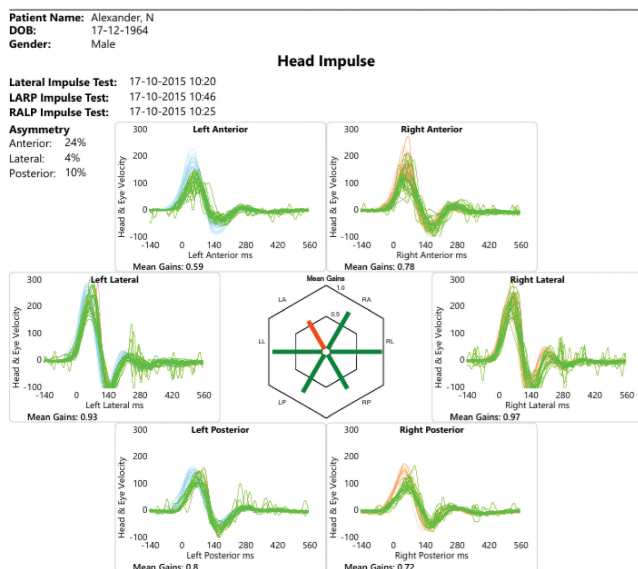 Patient Name: Alexander, N
DOB: 17-12-1964
Gender: Male
Head Impulse
Lateral Impulse Test: 17-10-2015 10:20
LARP Impulse Test: 17-10-2015 10:46
RALP Impulse Test: 17-10-2015 10:25
Asymmetry
Anterior: 24%
Lateral: 4%
Posterior: 10%
Left Anterior
Head & Eye Velocity
300
200
100
0
-100
-140 0 140 280 420 560
Left Anterior ms
Mean Gains: 0.59
Right Anterior
Head & Eye Velocity
300
200
100
0
-100
-140 0 140 280 420 560
Right Anterior ms
Mean Gains: 0.78
Left Lateral
Head & Eye Velocity
300
200
100
0
-100
-140 0 140 280 420 560
Left Lateral ms
Mean Gains: 0.93
Mean Gains
1.0
0.5
LA RA
LL RL
LP RP
Right Lateral
Head & Eye Velocity
300
200
100
0
-100
-140 0 140 280 420 560
Right Lateral ms
Mean Gains: 0.97
Left Posterior
Head & Eye Velocity
300
200
100
0
-100
-140 0 140 280 420 560
Left Posterior ms
Mean Gains: 0.8
Right Posterior
Head & Eye Velocity
300
200
100
0
-100
-140 0 140 280 420 560
Right Posterior ms
Mean Gains: 0.72